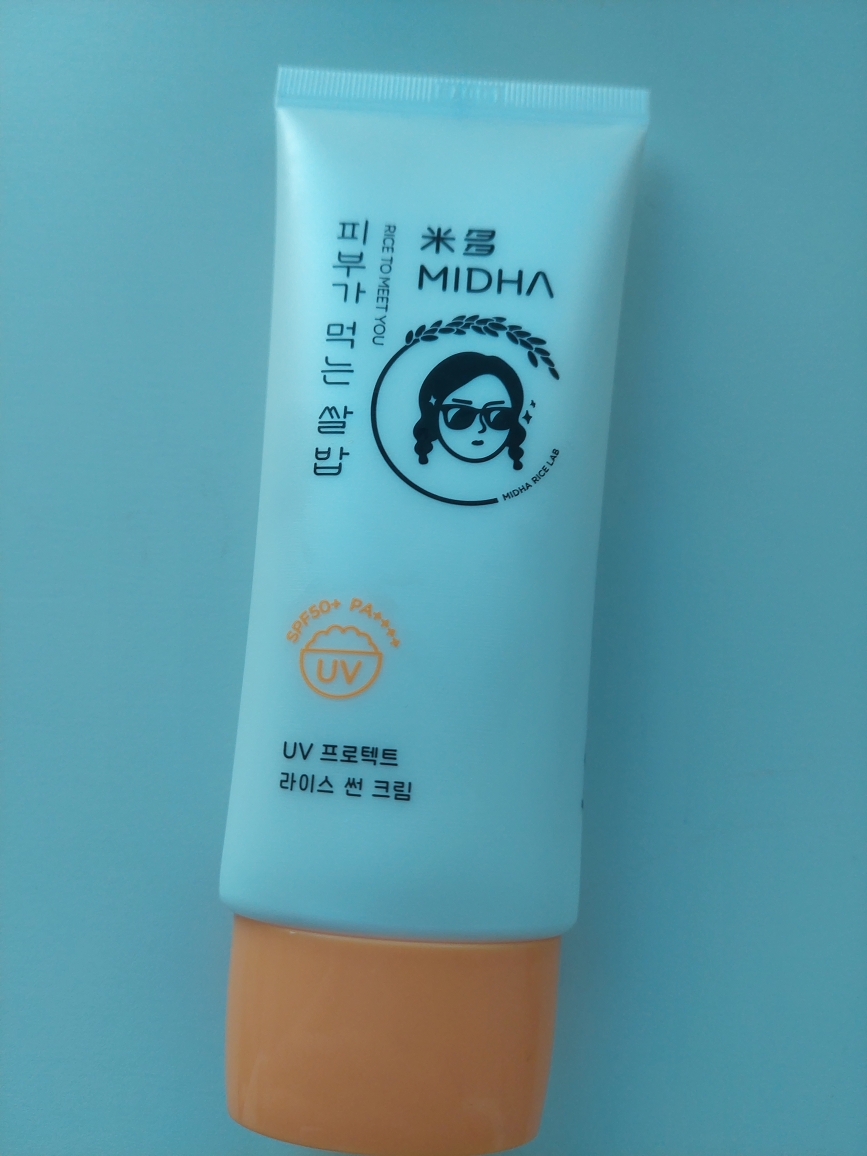 米多
MIDHA
RICE TO MEET YOU
피부가 먹는 쌀밥
MIDHA RICE LAB
SPF50+ PA++++
UV
UV 프로텍트
라이스 썬 크림